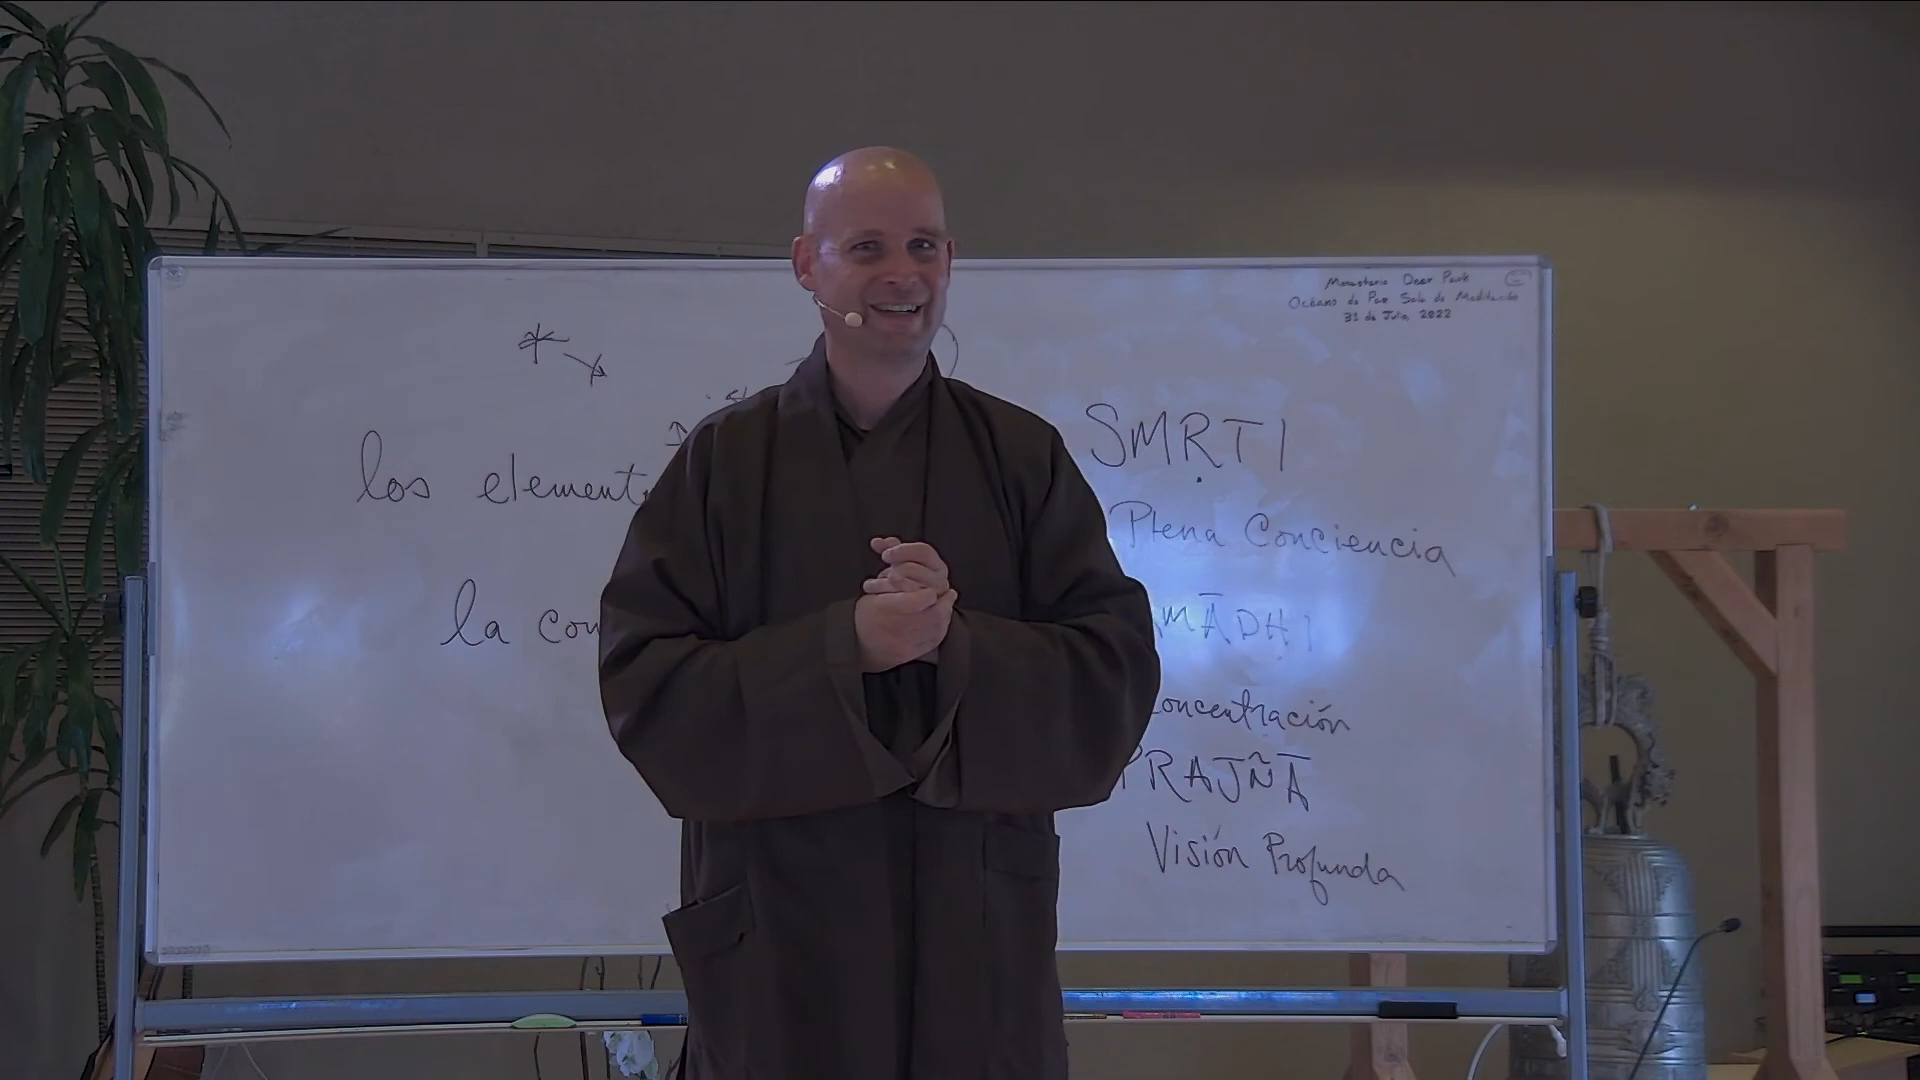 Monasterio Deer Park
Océano de Paz Sala de Meditación
31 de Julio, 2022
los element
la con
SMṚTI
Plena Conciencia
MĀDHI
concentración
PRAJÑĀ
Visión Profunda